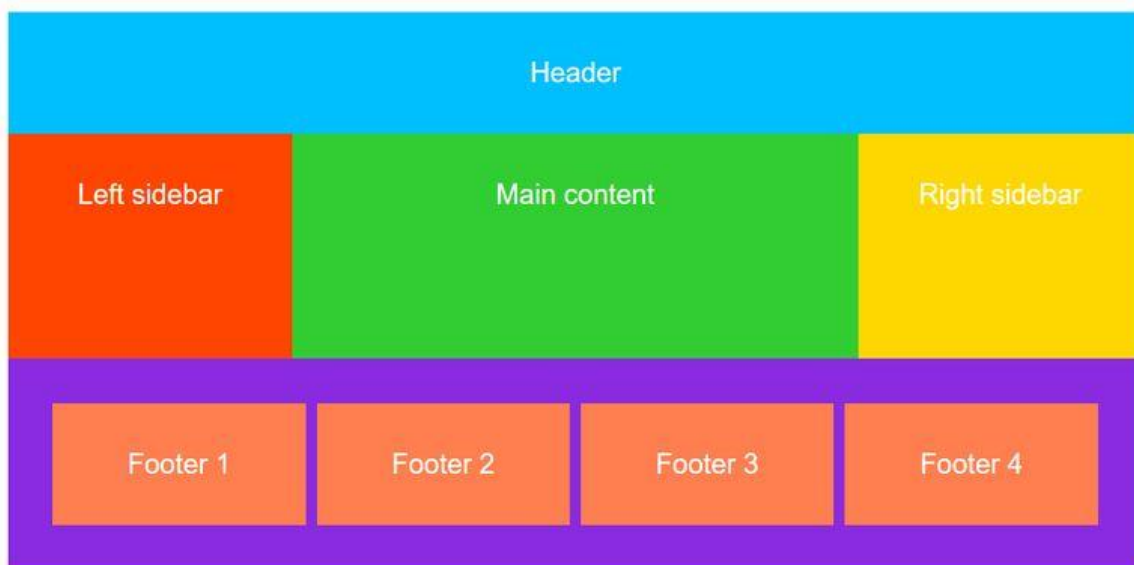 Header
Left sidebar
Main content
Right sidebar
Footer 1
Footer 2
Footer 3
Footer 4